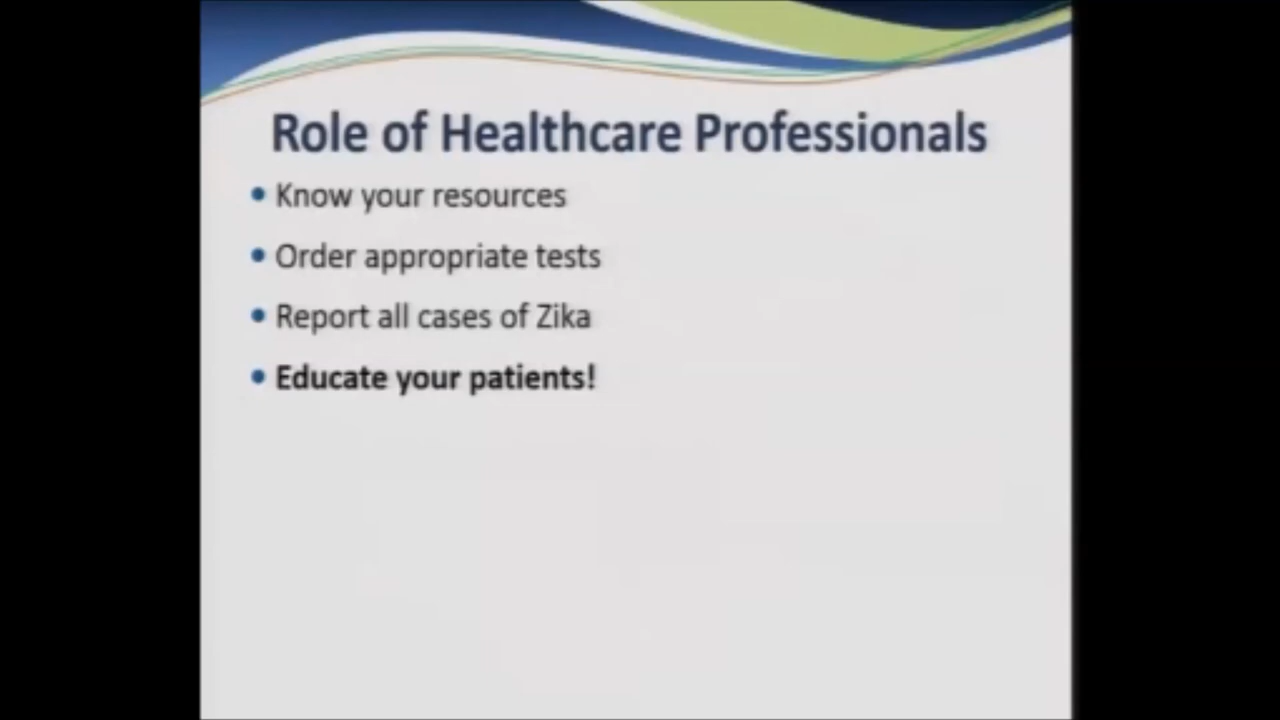 Role of Healthcare Professionals
• Know your resources
• Order appropriate tests
• Report all cases of Zika
• Educate your patients!